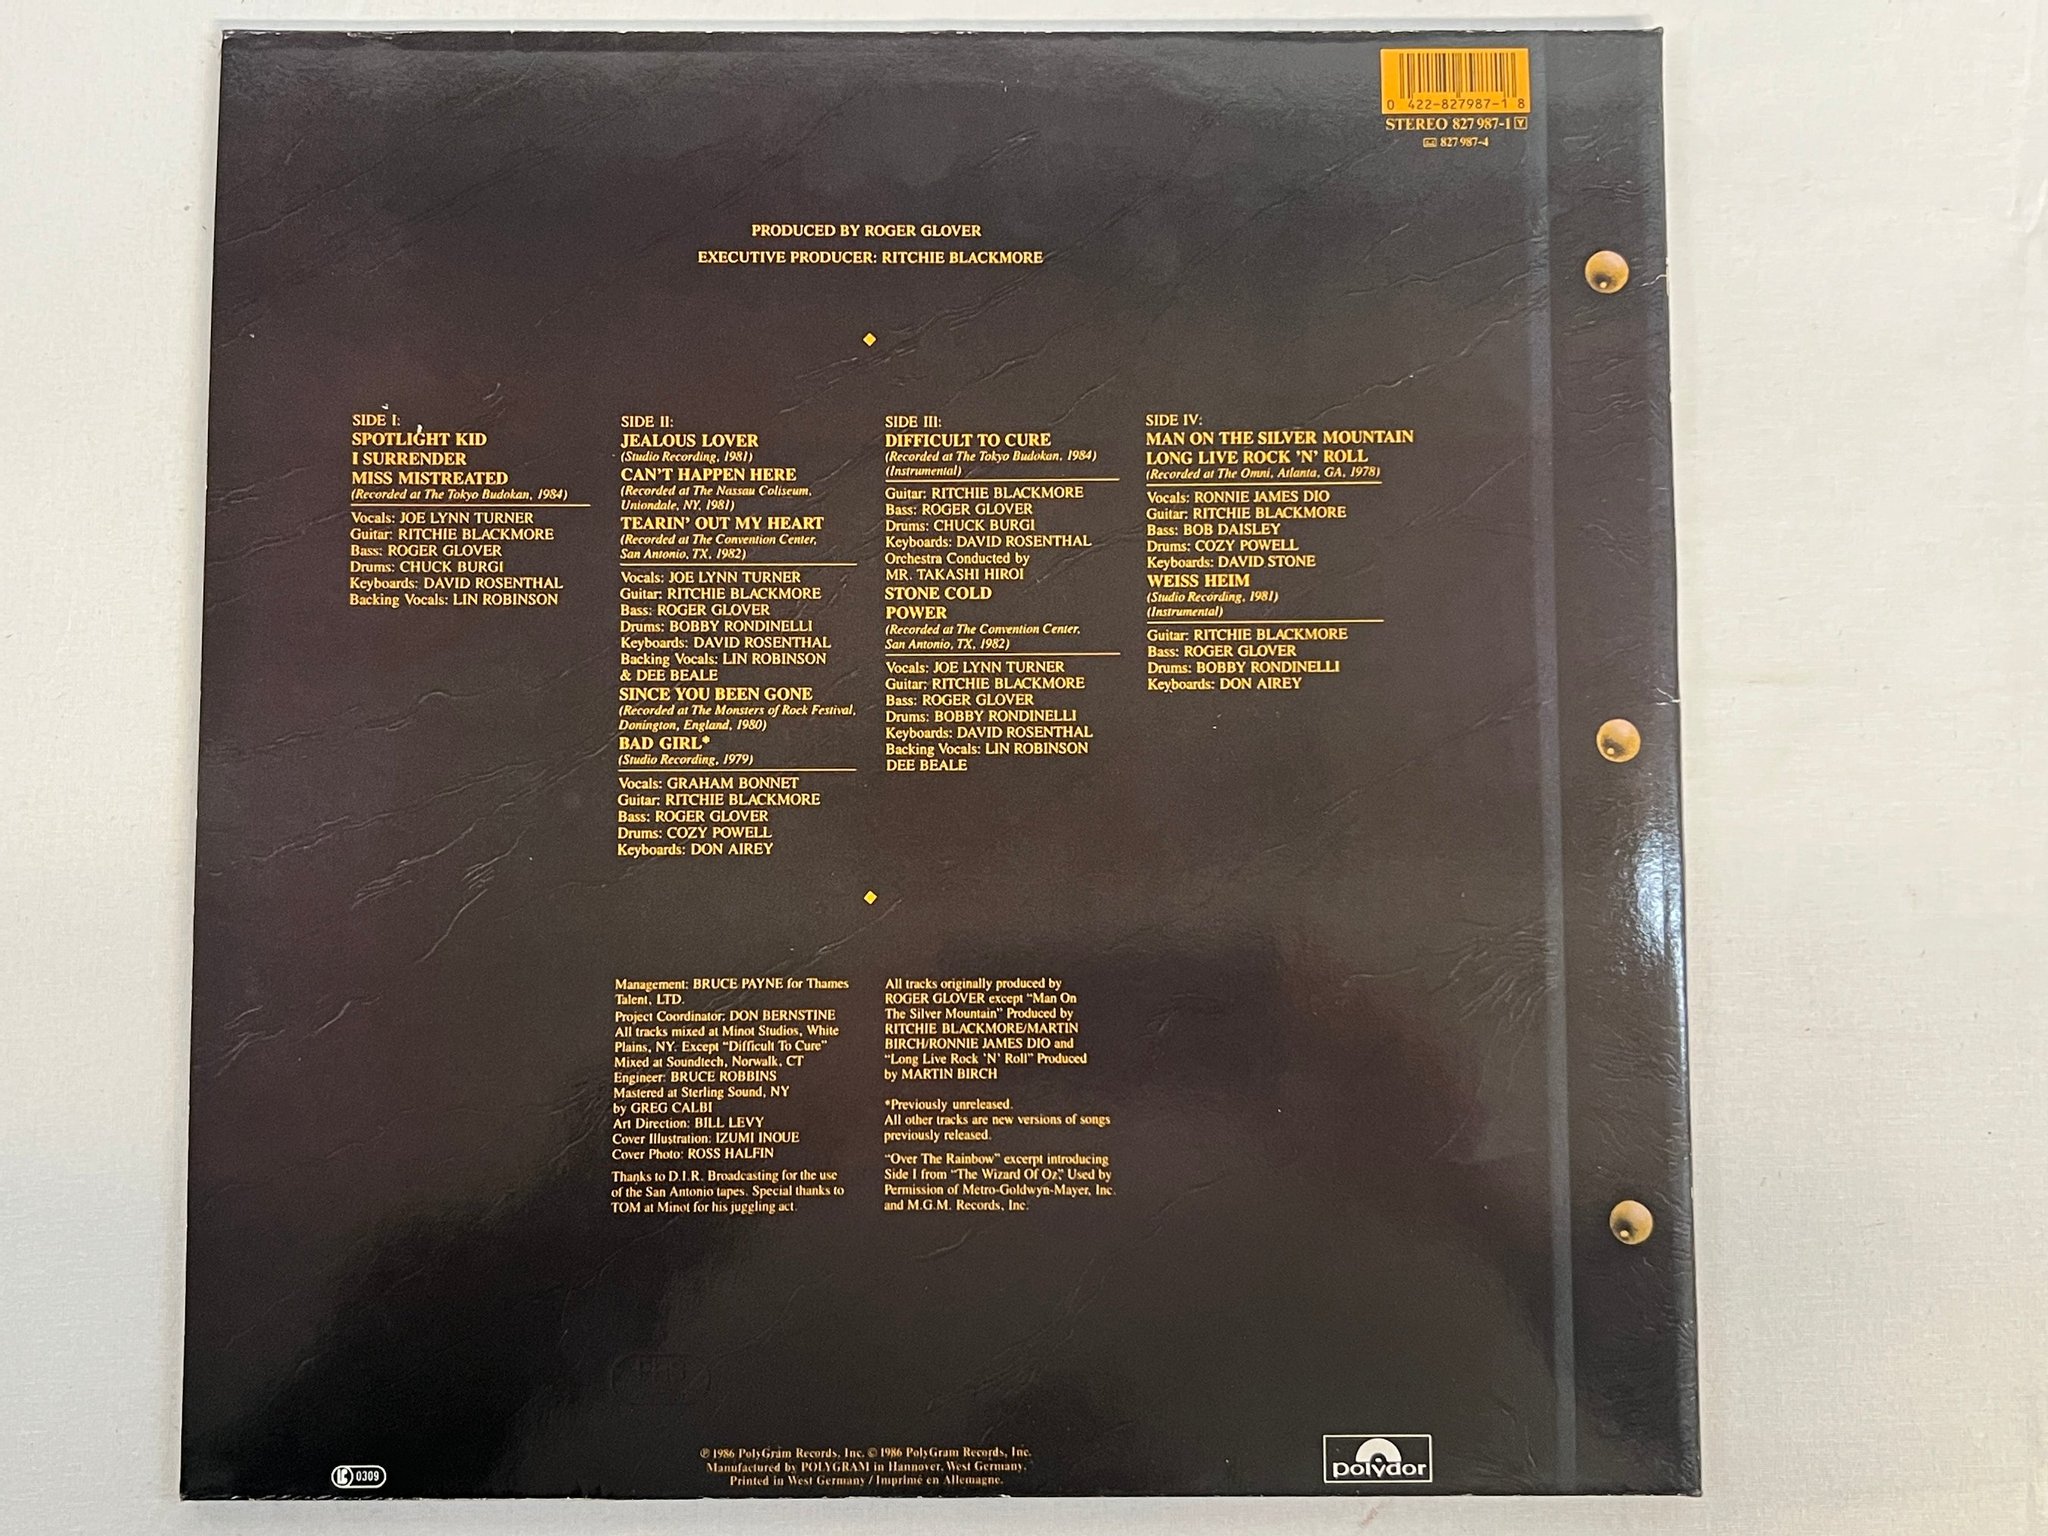 0 422-827987-1 8
STEREO 827 987-1 Y
827 987-4
PRODUCED BY ROGER GLOVER
EXECUTIVE PRODUCER: RITCHIE BLACKMORE
SIDE I:
SPOTLIGHT KID
I SURRENDER
MISS MISTREATED
(Recorded at The Tokyo Budokan, 1984)
Vocals: JOE LYNN TURNER
Guitar: RITCHIE BLACKMORE
Bass: ROGER GLOVER
Drums: CHUCK BURGI
Keyboards: DAVID ROSENTHAL
Backing Vocals: LIN ROBINSON
SIDE II:
JEALOUS LOVER
(Studio Recording, 1981)
CAN'T HAPPEN HERE
(Recorded at The Nassau Coliseum,
Uniondale, NY, 1981)
TEARIN' OUT MY HEART
(Recorded at The Convention Center,
San Antonio, TX, 1982)
Vocals: JOE LYNN TURNER
Guitar: RITCHIE BLACKMORE
Bass: ROGER GLOVER
Drums: BOBBY RONDINELLI
Keyboards: DAVID ROSENTHAL
Backing Vocals: LIN ROBINSON
& DEE BEALE
SINCE YOU BEEN GONE
(Recorded at The Monsters of Rock Festival,
Donington, England, 1980)
BAD GIRL*
(Studio Recording, 1979)
Vocals: GRAHAM BONNET
Guitar: RITCHIE BLACKMORE
Bass: ROGER GLOVER
Drums: COZY POWELL
Keyboards: DON AIREY
SIDE III:
DIFFICULT TO CURE
(Recorded at The Tokyo Budokan, 1984)
(Instrumental)
Guitar: RITCHIE BLACKMORE
Bass: ROGER GLOVER
Drums: CHUCK BURGI
Keyboards: DAVID ROSENTHAL
Orchestra Conducted by
MR. TAKASHI HIROI
STONE COLD
POWER
(Recorded at The Convention Center,
San Antonio, TX, 1982)
Vocals: JOE LYNN TURNER
Guitar: RITCHIE BLACKMORE
Bass: ROGER GLOVER
Drums: BOBBY RONDINELLI
Keyboards: DAVID ROSENTHAL
Backing Vocals: LIN ROBINSON
DEE BEALE
SIDE IV:
MAN ON THE SILVER MOUNTAIN
LONG LIVE ROCK 'N' ROLL
(Recorded at The Omni, Atlanta, GA, 1978)
Vocals: RONNIE JAMES DIO
Guitar: RITCHIE BLACKMORE
Bass: BOB DAISLEY
Drums: COZY POWELL
Keyboards: DAVID STONE
WEISS HEIM
(Studio Recording, 1981)
(Instrumental)
Guitar: RITCHIE BLACKMORE
Bass: ROGER GLOVER
Drums: BOBBY RONDINELLI
Keyboards: DON AIREY
Management: BRUCE PAYNE for Thames
Talent, LTD.
Project Coordinator: DON BERNSTINE
All tracks mixed at Minot Studios, White
Plains, NY. Except "Difficult To Cure"
Mixed at Soundtech, Norwalk, CT
Engineer: BRUCE ROBBINS
Mastered at Sterling Sound, NY
by GREG CALBI
Art Direction: BILL LEVY
Cover Illustration: IZUMI INOUE
Cover Photo: ROSS HALFIN
Thanks to D.I.R. Broadcasting for the use
of the San Antonio tapes. Special thanks to
TOM at Minot for his juggling act.
All tracks originally produced by
ROGER GLOVER except "Man On
The Silver Mountain" Produced by
RITCHIE BLACKMORE/MARTIN
BIRCH/RONNIE JAMES DIO and
"Long Live Rock 'N' Roll" Produced
by MARTIN BIRCH
*Previously unreleased.
All other tracks are new versions of songs
previously released.
"Over The Rainbow" excerpt introducing
Side I from "The Wizard Of Oz," Used by
Permission of Metro-Goldwyn-Mayer, Inc.
and M.G.M. Records, Inc.
LC 0309
℗ 1986 PolyGram Records, Inc. © 1986 PolyGram Records, Inc.
Manufactured by POLYGRAM in Hannover, West Germany.
Printed in West Germany / Imprimé en Allemagne.
polydor